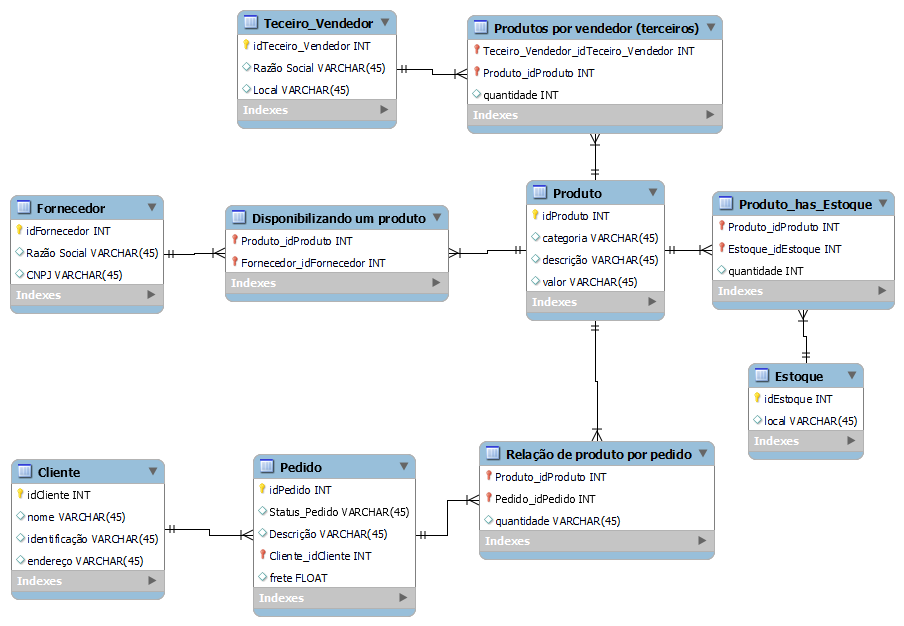 Teceiro_Vendedor
idTeceiro_Vendedor INT
Razão Social VARCHAR(45)
Local VARCHAR(45)
Indexes
Produtos por vendedor (terceiros)
Teceiro_Vendedor_idTeceiro_Vendedor INT
Produto_idProduto INT
quantidade INT
Indexes
Fornecedor
idFornecedor INT
Razão Social VARCHAR(45)
CNPJ VARCHAR(45)
Indexes
Disponibilizando um produto
Produto_idProduto INT
Fornecedor_idFornecedor INT
Indexes
Produto
idProduto INT
categoria VARCHAR(45)
descrição VARCHAR(45)
valor VARCHAR(45)
Indexes
Produto_has_Estoque
Produto_idProduto INT
Estoque_idEstoque INT
quantidade INT
Indexes
Estoque
idEstoque INT
local VARCHAR(45)
Indexes
Cliente
idCliente INT
nome VARCHAR(45)
identificação VARCHAR(45)
endereço VARCHAR(45)
Indexes
Pedido
idPedido INT
Status_Pedido VARCHAR(45)
Descrição VARCHAR(45)
Cliente_idCliente INT
frete FLOAT
Indexes
Relação de produto por pedido
Produto_idProduto INT
Pedido_idPedido INT
quantidade VARCHAR(45)
Indexes